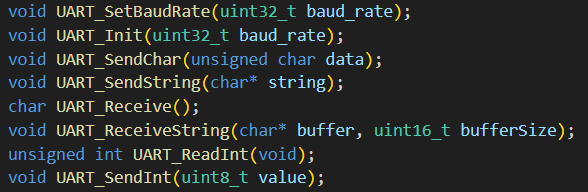 void UART_SetBaudRate(uint32_t baud_rate);
void UART_Init(uint32_t baud_rate);
void UART_SendChar(unsigned char data);
void UART_SendString(char* string);
char UART_Receive();
void UART_ReceiveString(char* buffer, uint16_t bufferSize);
unsigned int UART_ReadInt(void);
void UART_SendInt(uint8_t value);